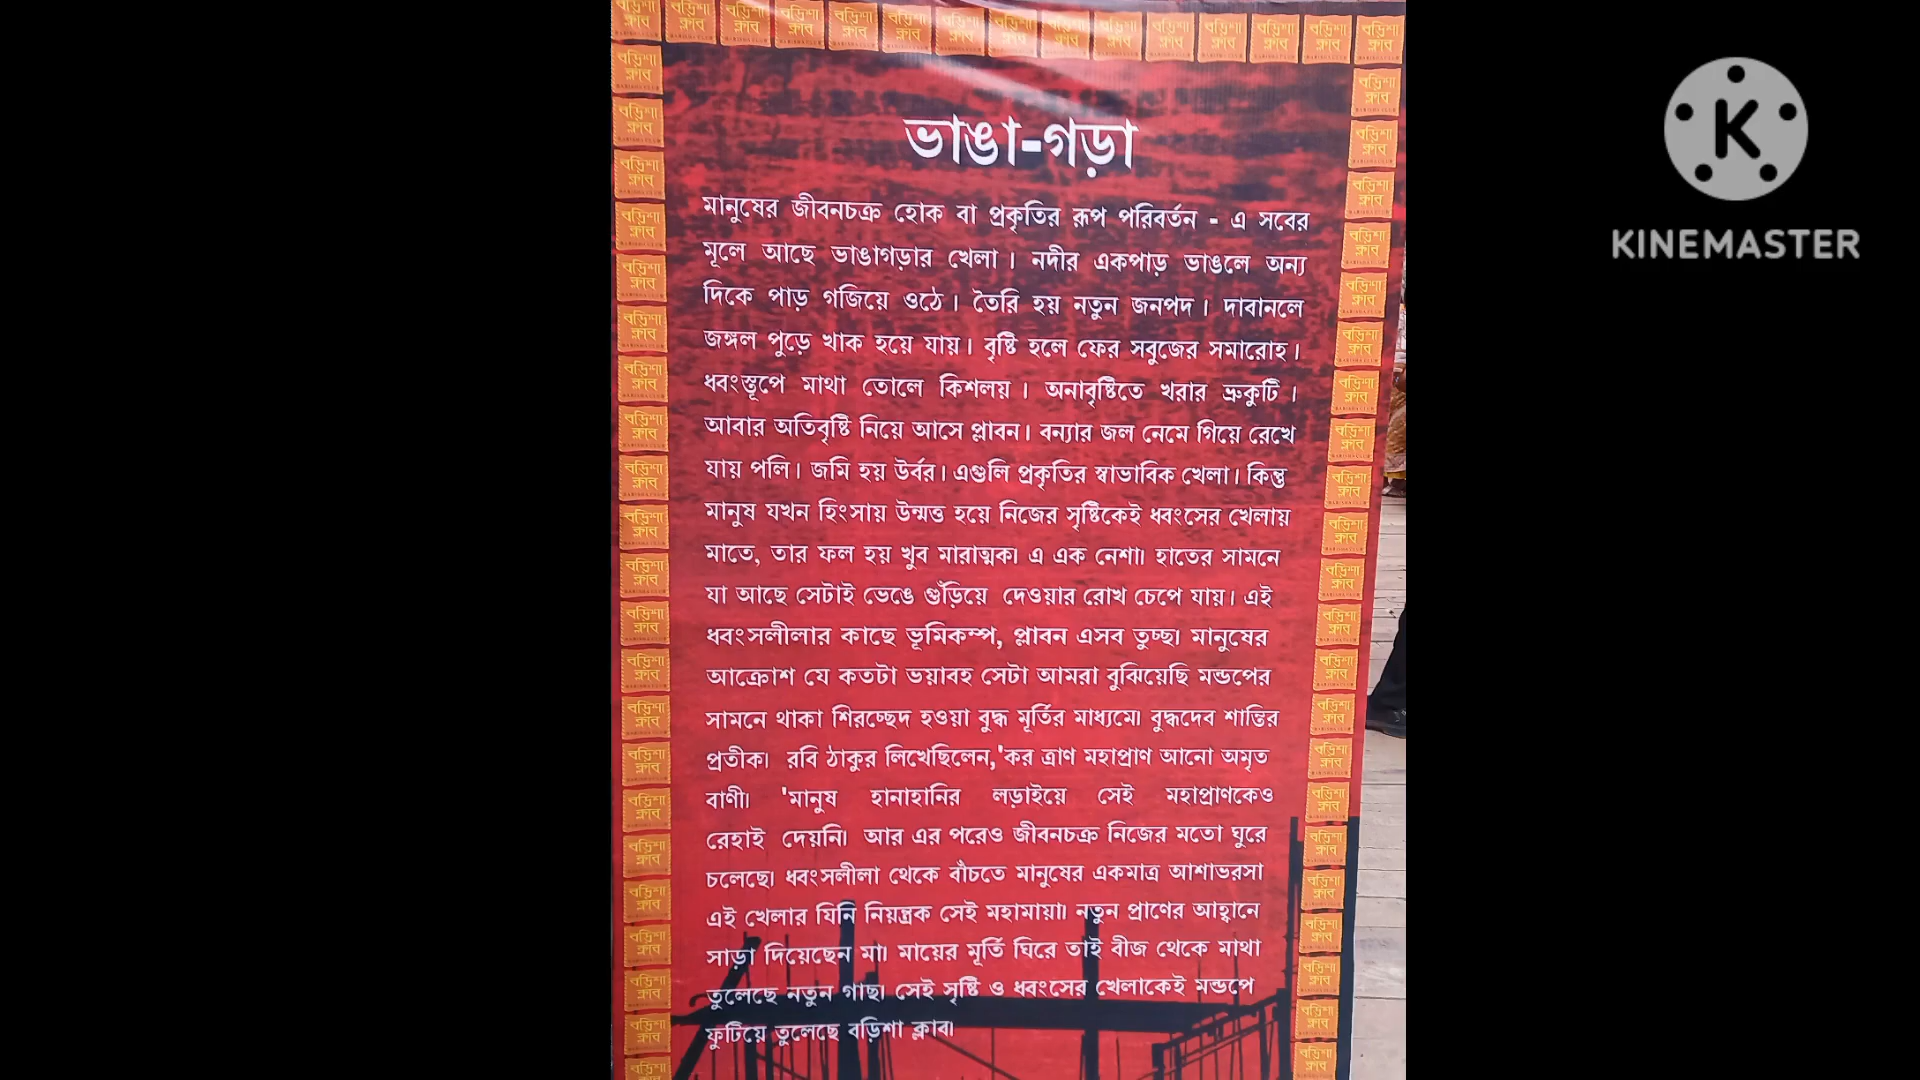 ভাঙা-গড়া
মানুষের জীবনচক্র হোক বা প্রকৃতির রূপ পরিবর্তন - এ সবের
মূলে আছে ভাঙাগড়ার খেলা। নদীর একপাড় ভাঙলে অন্য
দিকে পাড় গজিয়ে ওঠে। তৈরি হয় নতুন জনপদ। দাবানলে
জঙ্গল পুড়ে খাক হয়ে যায়। বৃষ্টি হলে ফের সবুজের সমারোহ।
ধ্বংসস্তূপে মাথা তোলে কিশলয়। অনাবৃষ্টিতে খরার ভ্রুকুটি।
আবার অতিবৃষ্টি নিয়ে আসে প্লাবন। বন্যার জল নেমে গিয়ে রেখে
যায় পলি। জমি হয় উর্বর। এগুলি প্রকৃতির স্বাভাবিক খেলা। কিন্তু
মানুষ যখন হিংসায় উন্মত্ত হয়ে নিজের সৃষ্টিকেই ধ্বংসের খেলায়
মাতে, তার ফল হয় খুব মারাত্মক। এ এক নেশা। হাতের সামনে
যা আছে সেটাই ভেঙে গুঁড়িয়ে দেওয়ার রোখ চেপে যায়। এই
ধ্বংসলীলার কাছে ভূমিকম্প, প্লাবন এসব তুচ্ছ। মানুষের
আক্রোশ যে কতটা ভয়াবহ সেটা আমরা বুঝিয়েছি মন্ডপের
সামনে থাকা শিরচ্ছেদ হওয়া বুদ্ধ মূর্তির মাধ্যমে। বুদ্ধদেব শান্তির
প্রতীক। রবি ঠাকুর লিখেছিলেন,'কর ত্রাণ মহাপ্রাণ আনো অমৃত
বাণী। 'মানুষ হানাহানির লড়াইয়ে সেই মহাপ্রাণকেও
রেহাই দেয়নি। আর এর পরেও জীবনচক্র নিজের মতো ঘুরে
চলেছে। ধ্বংসলীলা থেকে বাঁচতে মানুষের একমাত্র আশাভরসা
এই খেলার যিনি নিয়ন্ত্রক সেই মহামায়া। নতুন প্রাণের আহ্বানে
সাড়া দিয়েছেন মা। মায়ের মূর্তি ঘিরে তাই বীজ থেকে মাথা
তুলেছে নতুন গাছ। সেই সৃষ্টি ও ধ্বংসের খেলাকেই মন্ডপে
ফুটিয়ে তুলেছে বড়িশা ক্লাব।
বড়িশা
ক্লাব
K
KINEMASTER